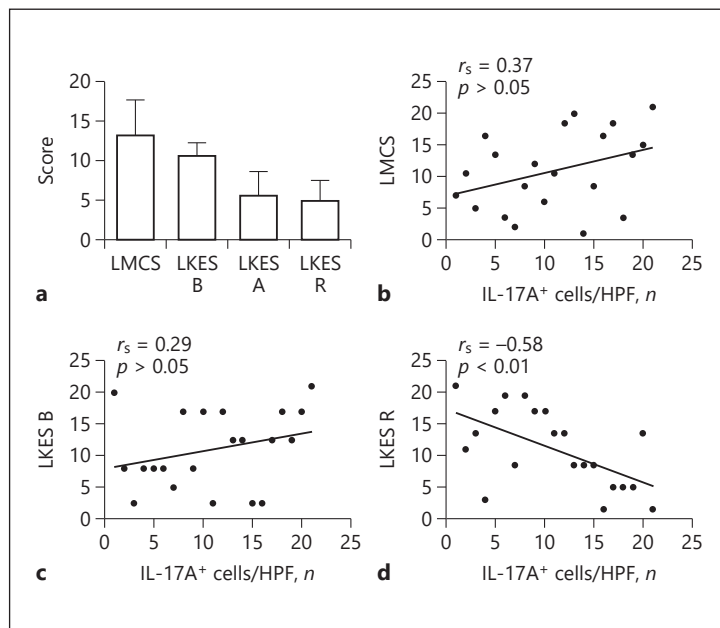 20
15
10
5
0
Score
LMCS
LKES
B
LKES
A
LKES
R
a
r_s = 0.37
p > 0.05
25
20
15
10
5
0
LMCS
0 5 10 15 20 25
IL-17A⁺ cells/HPF, n
b
r_s = 0.29
p > 0.05
25
20
15
10
5
0
LKES B
0 5 10 15 20 25
IL-17A⁺ cells/HPF, n
c
r_s = –0.58
p < 0.01
25
20
15
10
5
0
LKES R
0 5 10 15 20 25
IL-17A⁺ cells/HPF, n
d